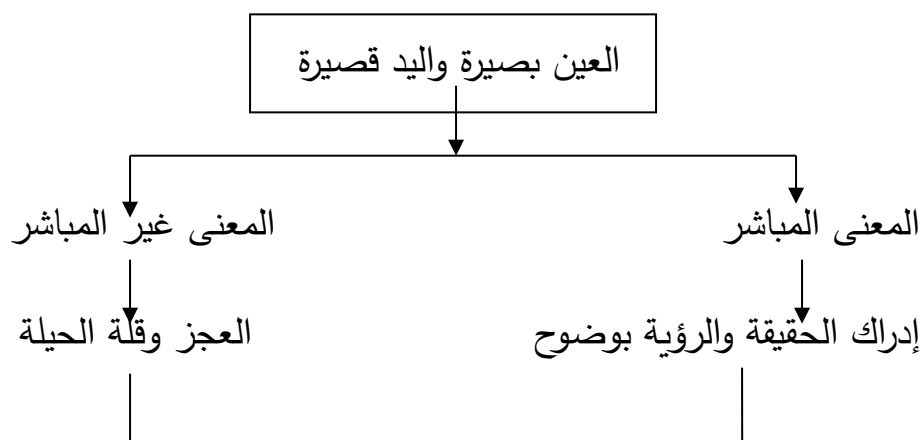 العين بصيرة واليد قصيرة
المعنى المباشر
المعنى غير المباشر
إدراك الحقيقة والرؤية بوضوح
العجز وقلة الحيلة